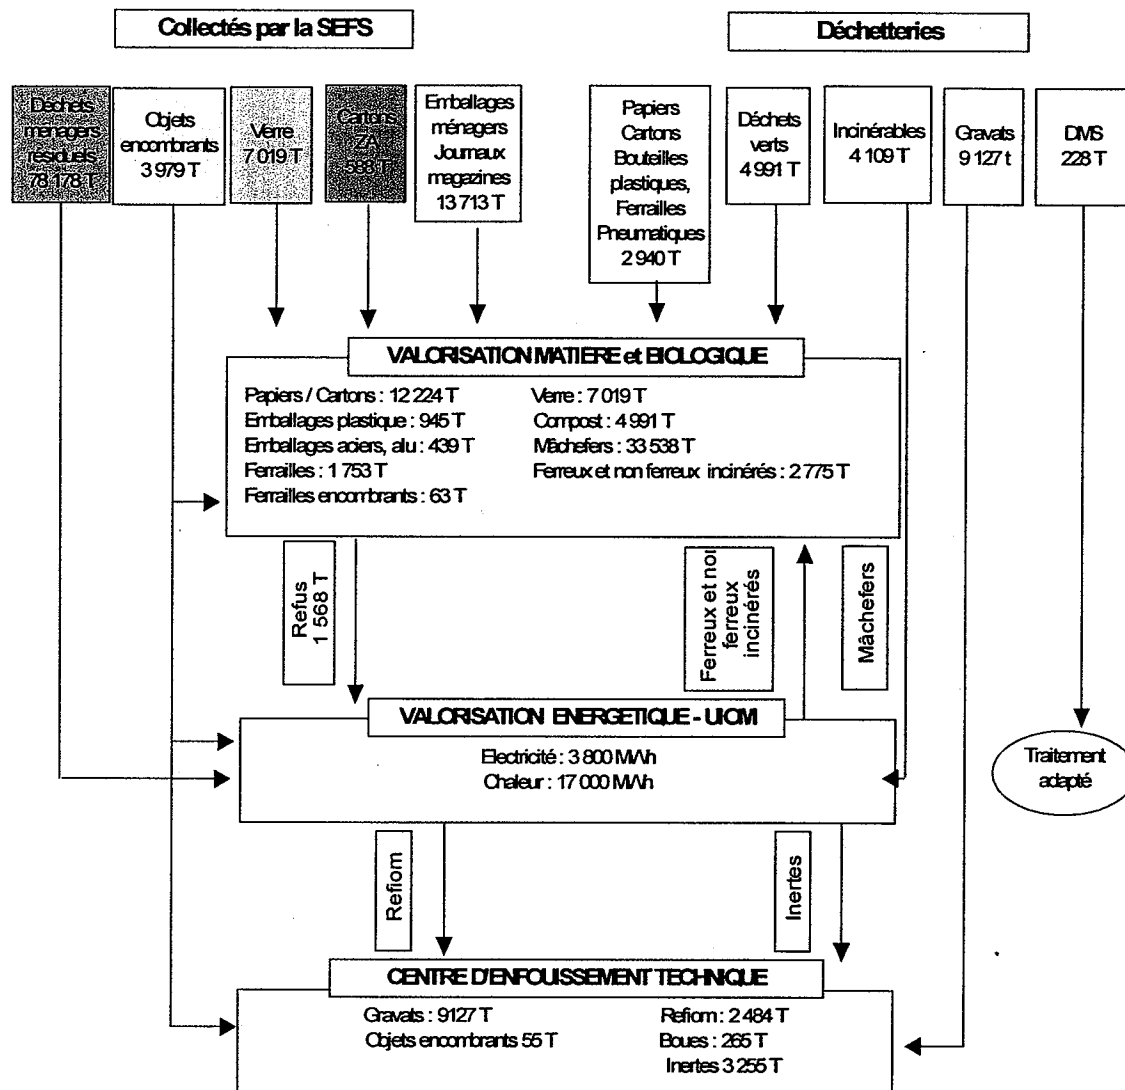 Collectés par la SEFS
Déchetteries
Déchets
ménagers
résiduels
78 178 T
Objets
encombrants
3 979 T
Verre
7 019 T
Cartons
ZA
588 T
Emballages
ménagers
Journaux
magazines
13 713 T
Papiers
Cartons
Bouteilles
plastiques,
Ferrailles
Pneumatiques
2 940 T
Déchets
verts
4 991 T
Incinérables
4 109 T
Gravats
9 127 t
DMS
228 T
VALORISATION MATIERE et BIOLOGIQUE
Papiers / Cartons : 12 224 T
Emballages plastique : 945 T
Emballages aciers, alu : 439 T
Ferrailles : 1 753 T
Ferrailles encombrants : 63 T
Verre : 7 019 T
Compost : 4 991 T
Mâchefers : 33 538 T
Ferreux et non ferreux incinérés : 2 775 T
Refus
1 568 T
Ferreux et non
ferreux
incinérés
Mâchefers
VALORISATION ENERGETIQUE - UIOM
Electricité : 3 800 MWh
Chaleur : 17 000 MWh
Traitement
adapté
Refiom
Inertes
CENTRE D'ENFOUISSEMENT TECHNIQUE
Gravats : 9127 T
Objets encombrants 55 T
Refiom : 2 484 T
Boues : 265 T
Inertes 3 255 T